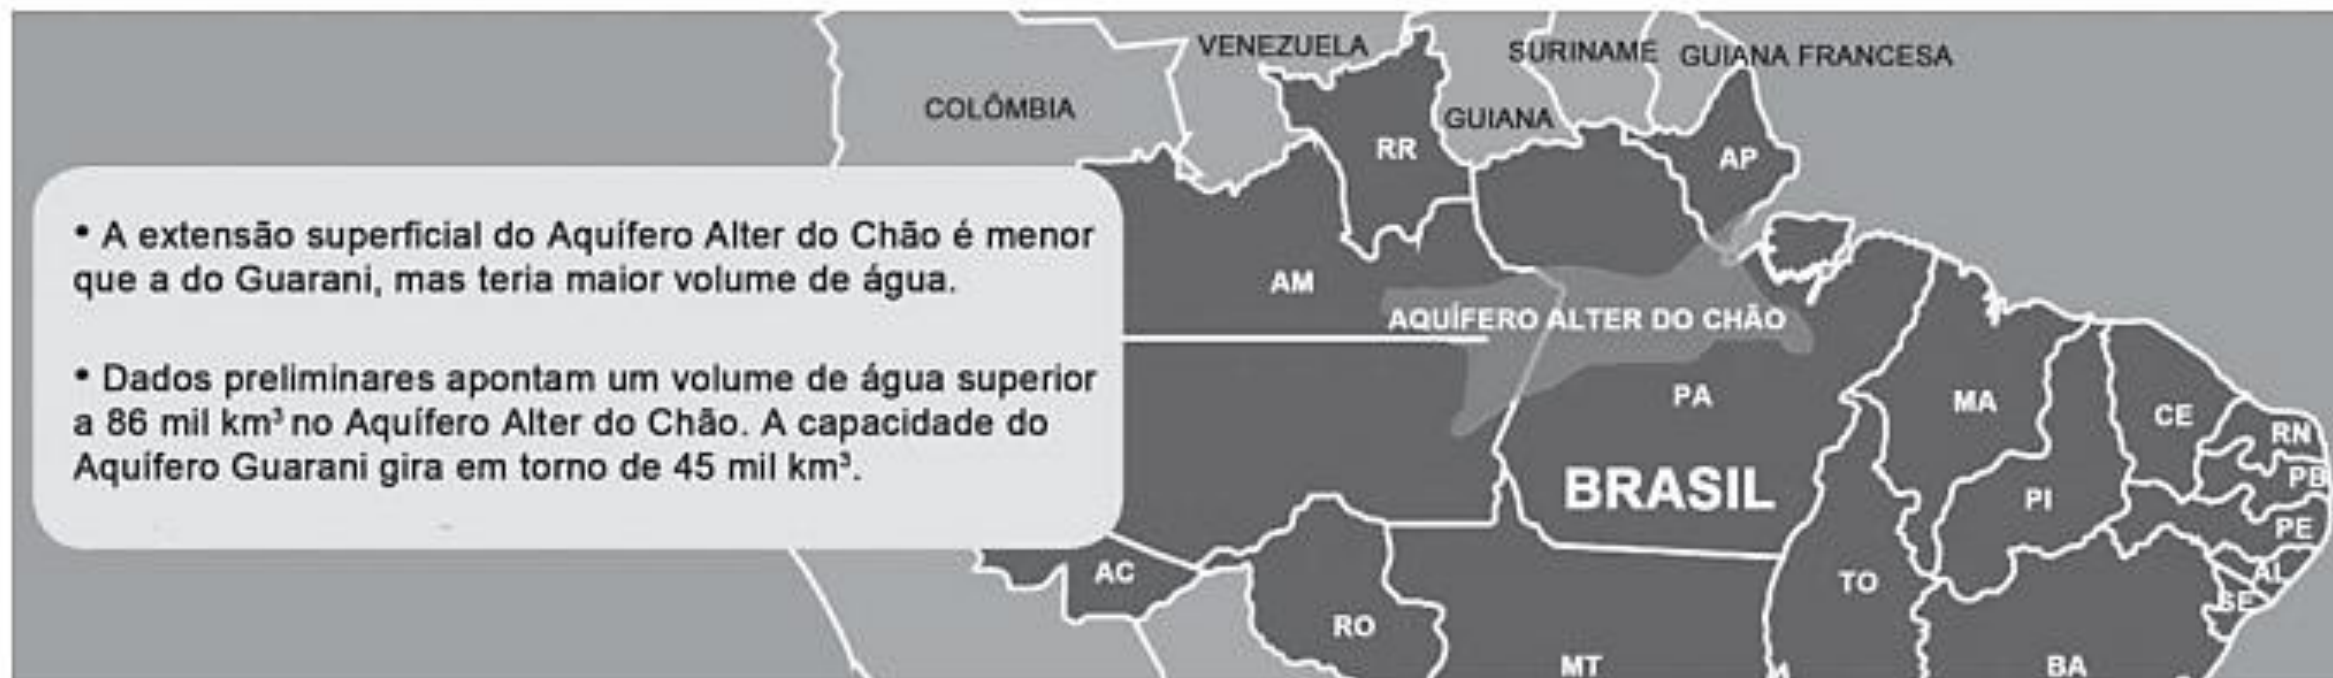 VENEZUELA
SURINAME
GUIANA FRANCESA
COLÔMBIA
GUIANA
RR
AP
• A extensão superficial do Aquífero Alter do Chão é menor
que a do Guarani, mas teria maior volume de água.
• Dados preliminares apontam um volume de água superior
a 86 mil km³ no Aquífero Alter do Chão. A capacidade do
Aquífero Guarani gira em torno de 45 mil km³.
AM
AQUÍFERO ALTER DO CHÃO
PA
MA
CE
RN
PB
BRASIL
PI
PE
AC
TO
AL
SE
RO
MT
BA